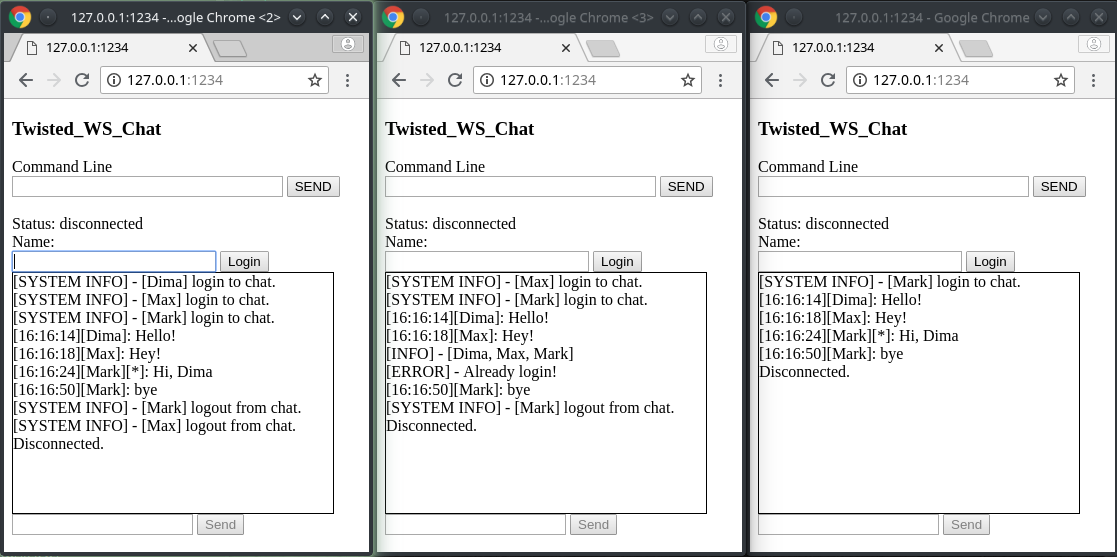 127.0.0.1:1234 -...ogle Chrome <2>
127.0.0.1:1234
127.0.0.1:1234
Twisted_WS_Chat
Command Line
SEND
Status: disconnected
Name:
Login
[SYSTEM INFO] - [Dima] login to chat.
[SYSTEM INFO] - [Max] login to chat.
[SYSTEM INFO] - [Mark] login to chat.
[16:16:14][Dima]: Hello!
[16:16:18][Max]: Hey!
[16:16:24][Mark][*]: Hi, Dima
[16:16:50][Mark]: bye
[SYSTEM INFO] - [Mark] logout from chat.
[SYSTEM INFO] - [Max] logout from chat.
Disconnected.
Send
127.0.0.1:1234 -...ogle Chrome <3>
127.0.0.1:1234
127.0.0.1:1234
Twisted_WS_Chat
Command Line
SEND
Status: disconnected
Name:
Login
[SYSTEM INFO] - [Max] login to chat.
[SYSTEM INFO] - [Mark] login to chat.
[16:16:14][Dima]: Hello!
[16:16:18][Max]: Hey!
[INFO] - [Dima, Max, Mark]
[ERROR] - Already login!
[16:16:50][Mark]: bye
[SYSTEM INFO] - [Mark] logout from chat.
Disconnected.
Send
127.0.0.1:1234 - Google Chrome
127.0.0.1:1234
127.0.0.1:1234
Twisted_WS_Chat
Command Line
SEND
Status: disconnected
Name:
Login
[SYSTEM INFO] - [Mark] login to chat.
[16:16:14][Dima]: Hello!
[16:16:18][Max]: Hey!
[16:16:24][Mark][*]: Hi, Dima
[16:16:50][Mark]: bye
Disconnected.
Send